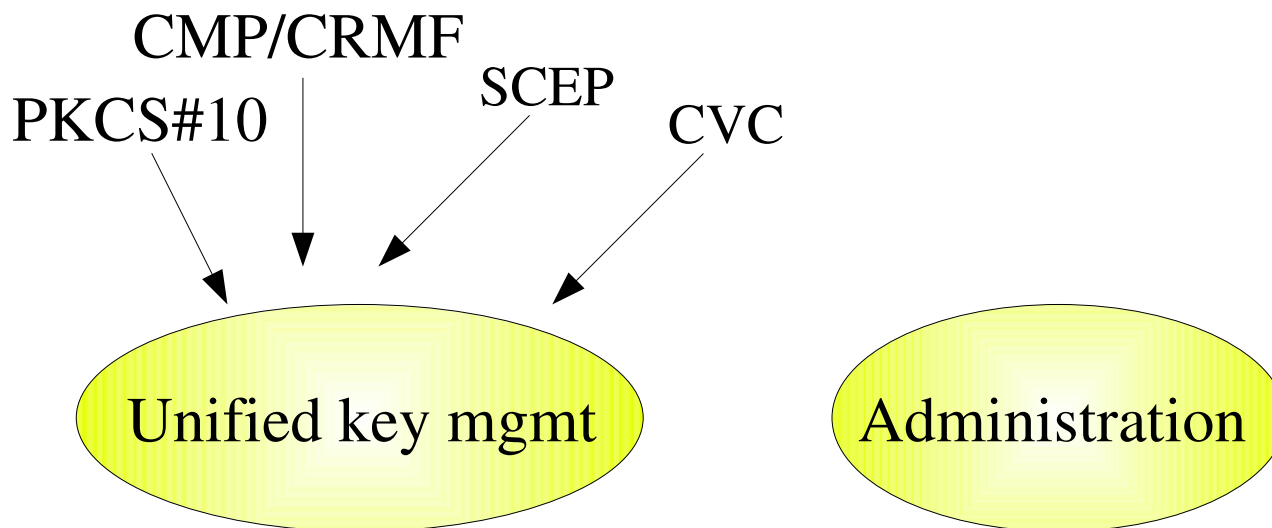 CMP/CRMF
SCEP
PKCS#10
CVC
Unified key mgmt
Administration